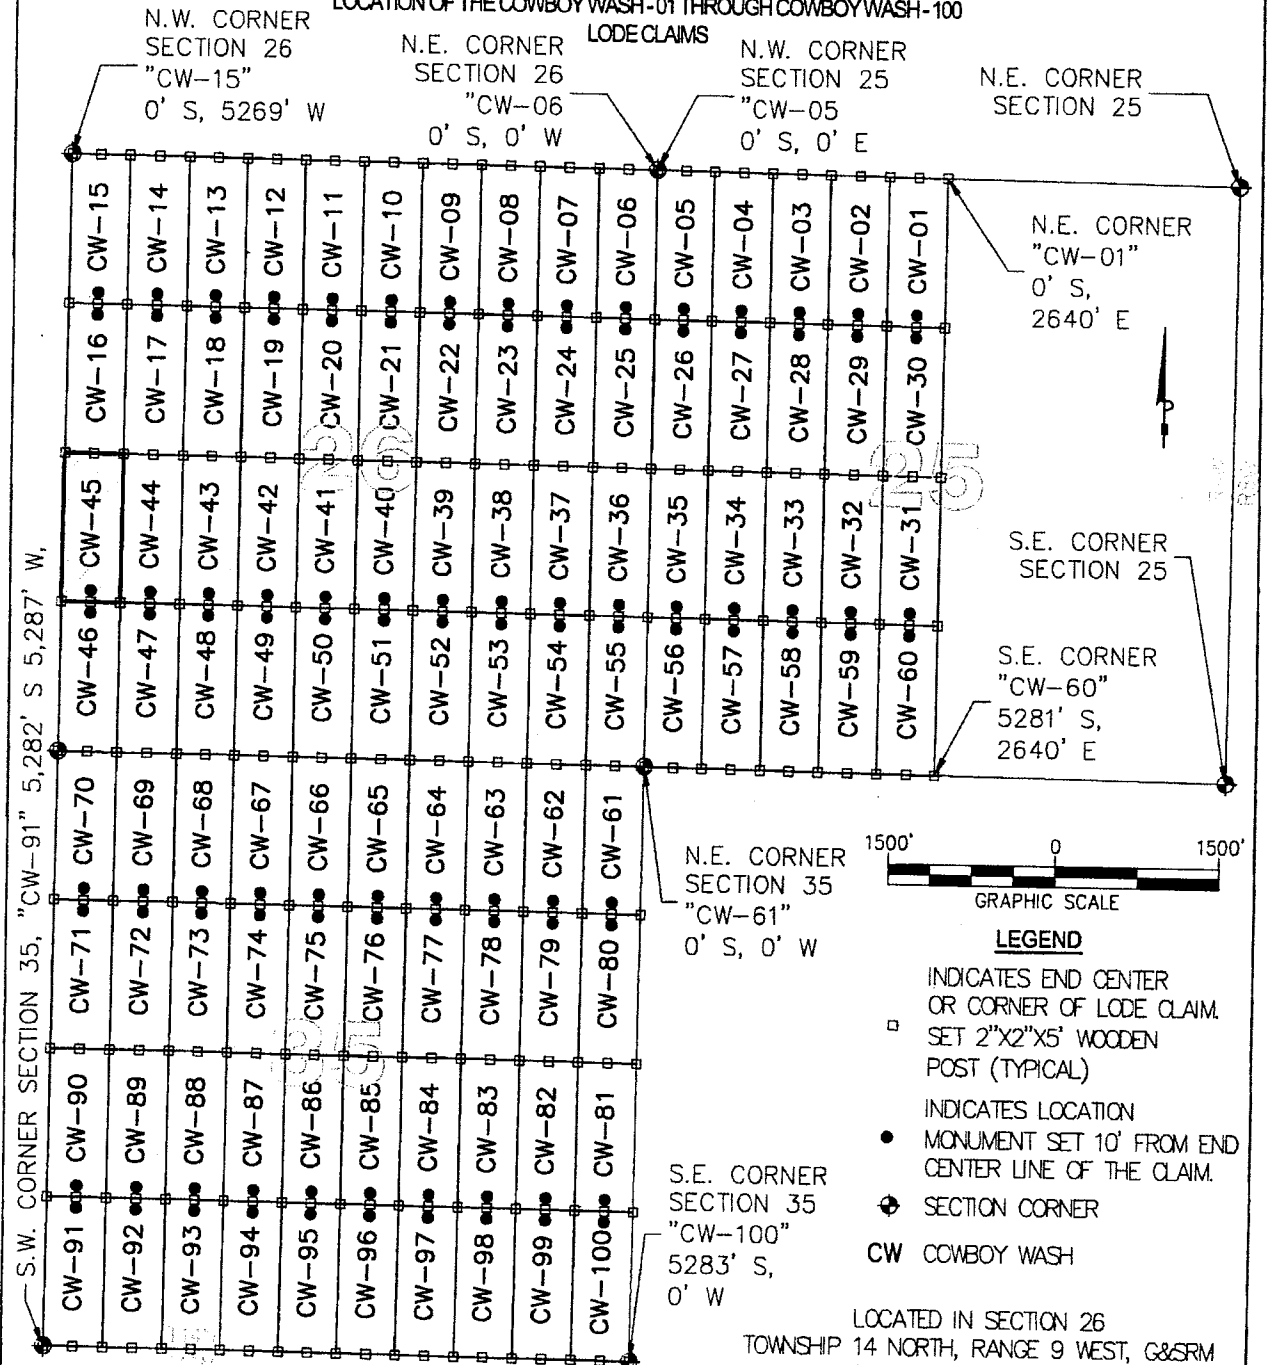 LOCATION OF THE COWBOY WASH-01 THROUGH COWBOY WASH-100
LODE CLAIMS
N.W. CORNER
SECTION 26
"CW-15"
0' S, 5269' W
N.E. CORNER
SECTION 26
"CW-06
0' S, 0' W
N.W. CORNER
SECTION 25
"CW-05
0' S, 0' E
N.E. CORNER
SECTION 25
CW-15 CW-14 CW-13 CW-12 CW-11 CW-10 CW-09 CW-08 CW-07 CW-06 CW-05 CW-04 CW-03 CW-02 CW-01
N.E. CORNER
"CW-01"
0' S,
2640' E
CW-16 CW-17 CW-18 CW-19 CW-20 CW-21 CW-22 CW-23 CW-24 CW-25 CW-26 CW-27 CW-28 CW-29 CW-30
26
25
CW-45 CW-44 CW-43 CW-42 CW-41 CW-40 CW-39 CW-38 CW-37 CW-36 CW-35 CW-34 CW-33 CW-32 CW-31
S.E. CORNER
SECTION 25
CW-46 CW-47 CW-48 CW-49 CW-50 CW-51 CW-52 CW-53 CW-54 CW-55 CW-56 CW-57 CW-58 CW-59 CW-60
S.E. CORNER
"CW-60"
5281' S,
2640' E
CW-70 CW-69 CW-68 CW-67 CW-66 CW-65 CW-64 CW-63 CW-62 CW-61
N.E. CORNER
SECTION 35
"CW-61"
0' S, 0' W
CW-71 CW-72 CW-73 CW-74 CW-75 CW-76 CW-77 CW-78 CW-79 CW-80
35
CW-90 CW-89 CW-88 CW-87 CW-86 CW-85 CW-84 CW-83 CW-82 CW-81
CW-91 CW-92 CW-93 CW-94 CW-95 CW-96 CW-97 CW-98 CW-99 CW-100
S.E. CORNER
SECTION 35
"CW-100"
5283' S,
0' W
S.W. CORNER SECTION 35, "CW-91" 5,282' S 5,287' W,
1500' 0 1500'
GRAPHIC SCALE
LEGEND
INDICATES END CENTER
OR CORNER OF LODE CLAIM.
SET 2"X2"X5' WOODEN
POST (TYPICAL)
INDICATES LOCATION
MONUMENT SET 10' FROM END
CENTER LINE OF THE CLAIM.
SECTION CORNER
CW COWBOY WASH
LOCATED IN SECTION 26
TOWNSHIP 14 NORTH, RANGE 9 WEST, G&SRM